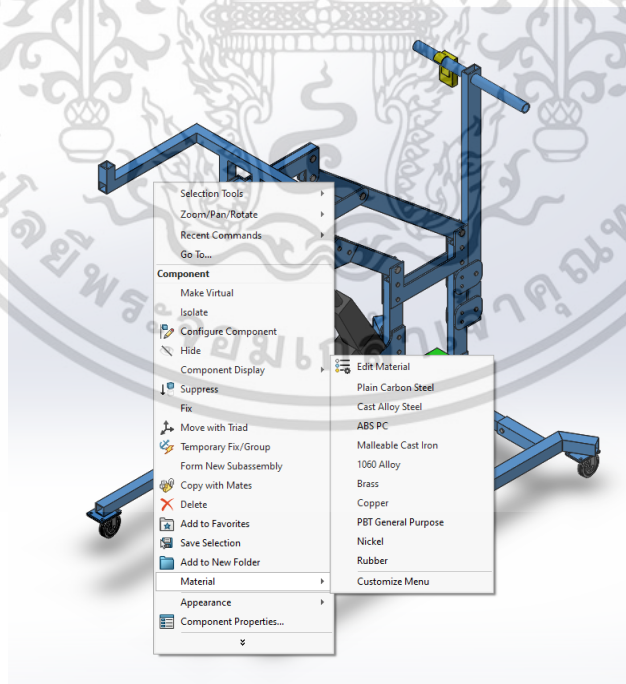 Selection Tools
Zoom/Pan/Rotate
Recent Commands
Go To...
Component
Make Virtual
Isolate
Configure Component
Hide
Component Display
Suppress
Fix
Move with Triad
Temporary Fix/Group
Form New Subassembly
Copy with Mates
Delete
Add to Favorites
Save Selection
Add to New Folder
Material
Appearance
Component Properties...
Edit Material
Plain Carbon Steel
Cast Alloy Steel
ABS PC
Malleable Cast Iron
1060 Alloy
Brass
Copper
PBT General Purpose
Nickel
Rubber
Customize Menu